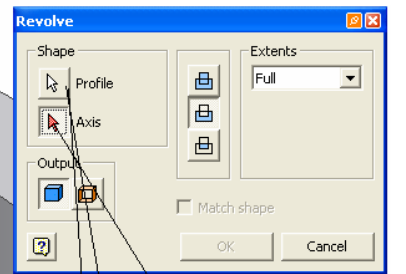 Revolve
Shape
Extents
Profile
Full
Axis
Output
Match shape
OK
Cancel